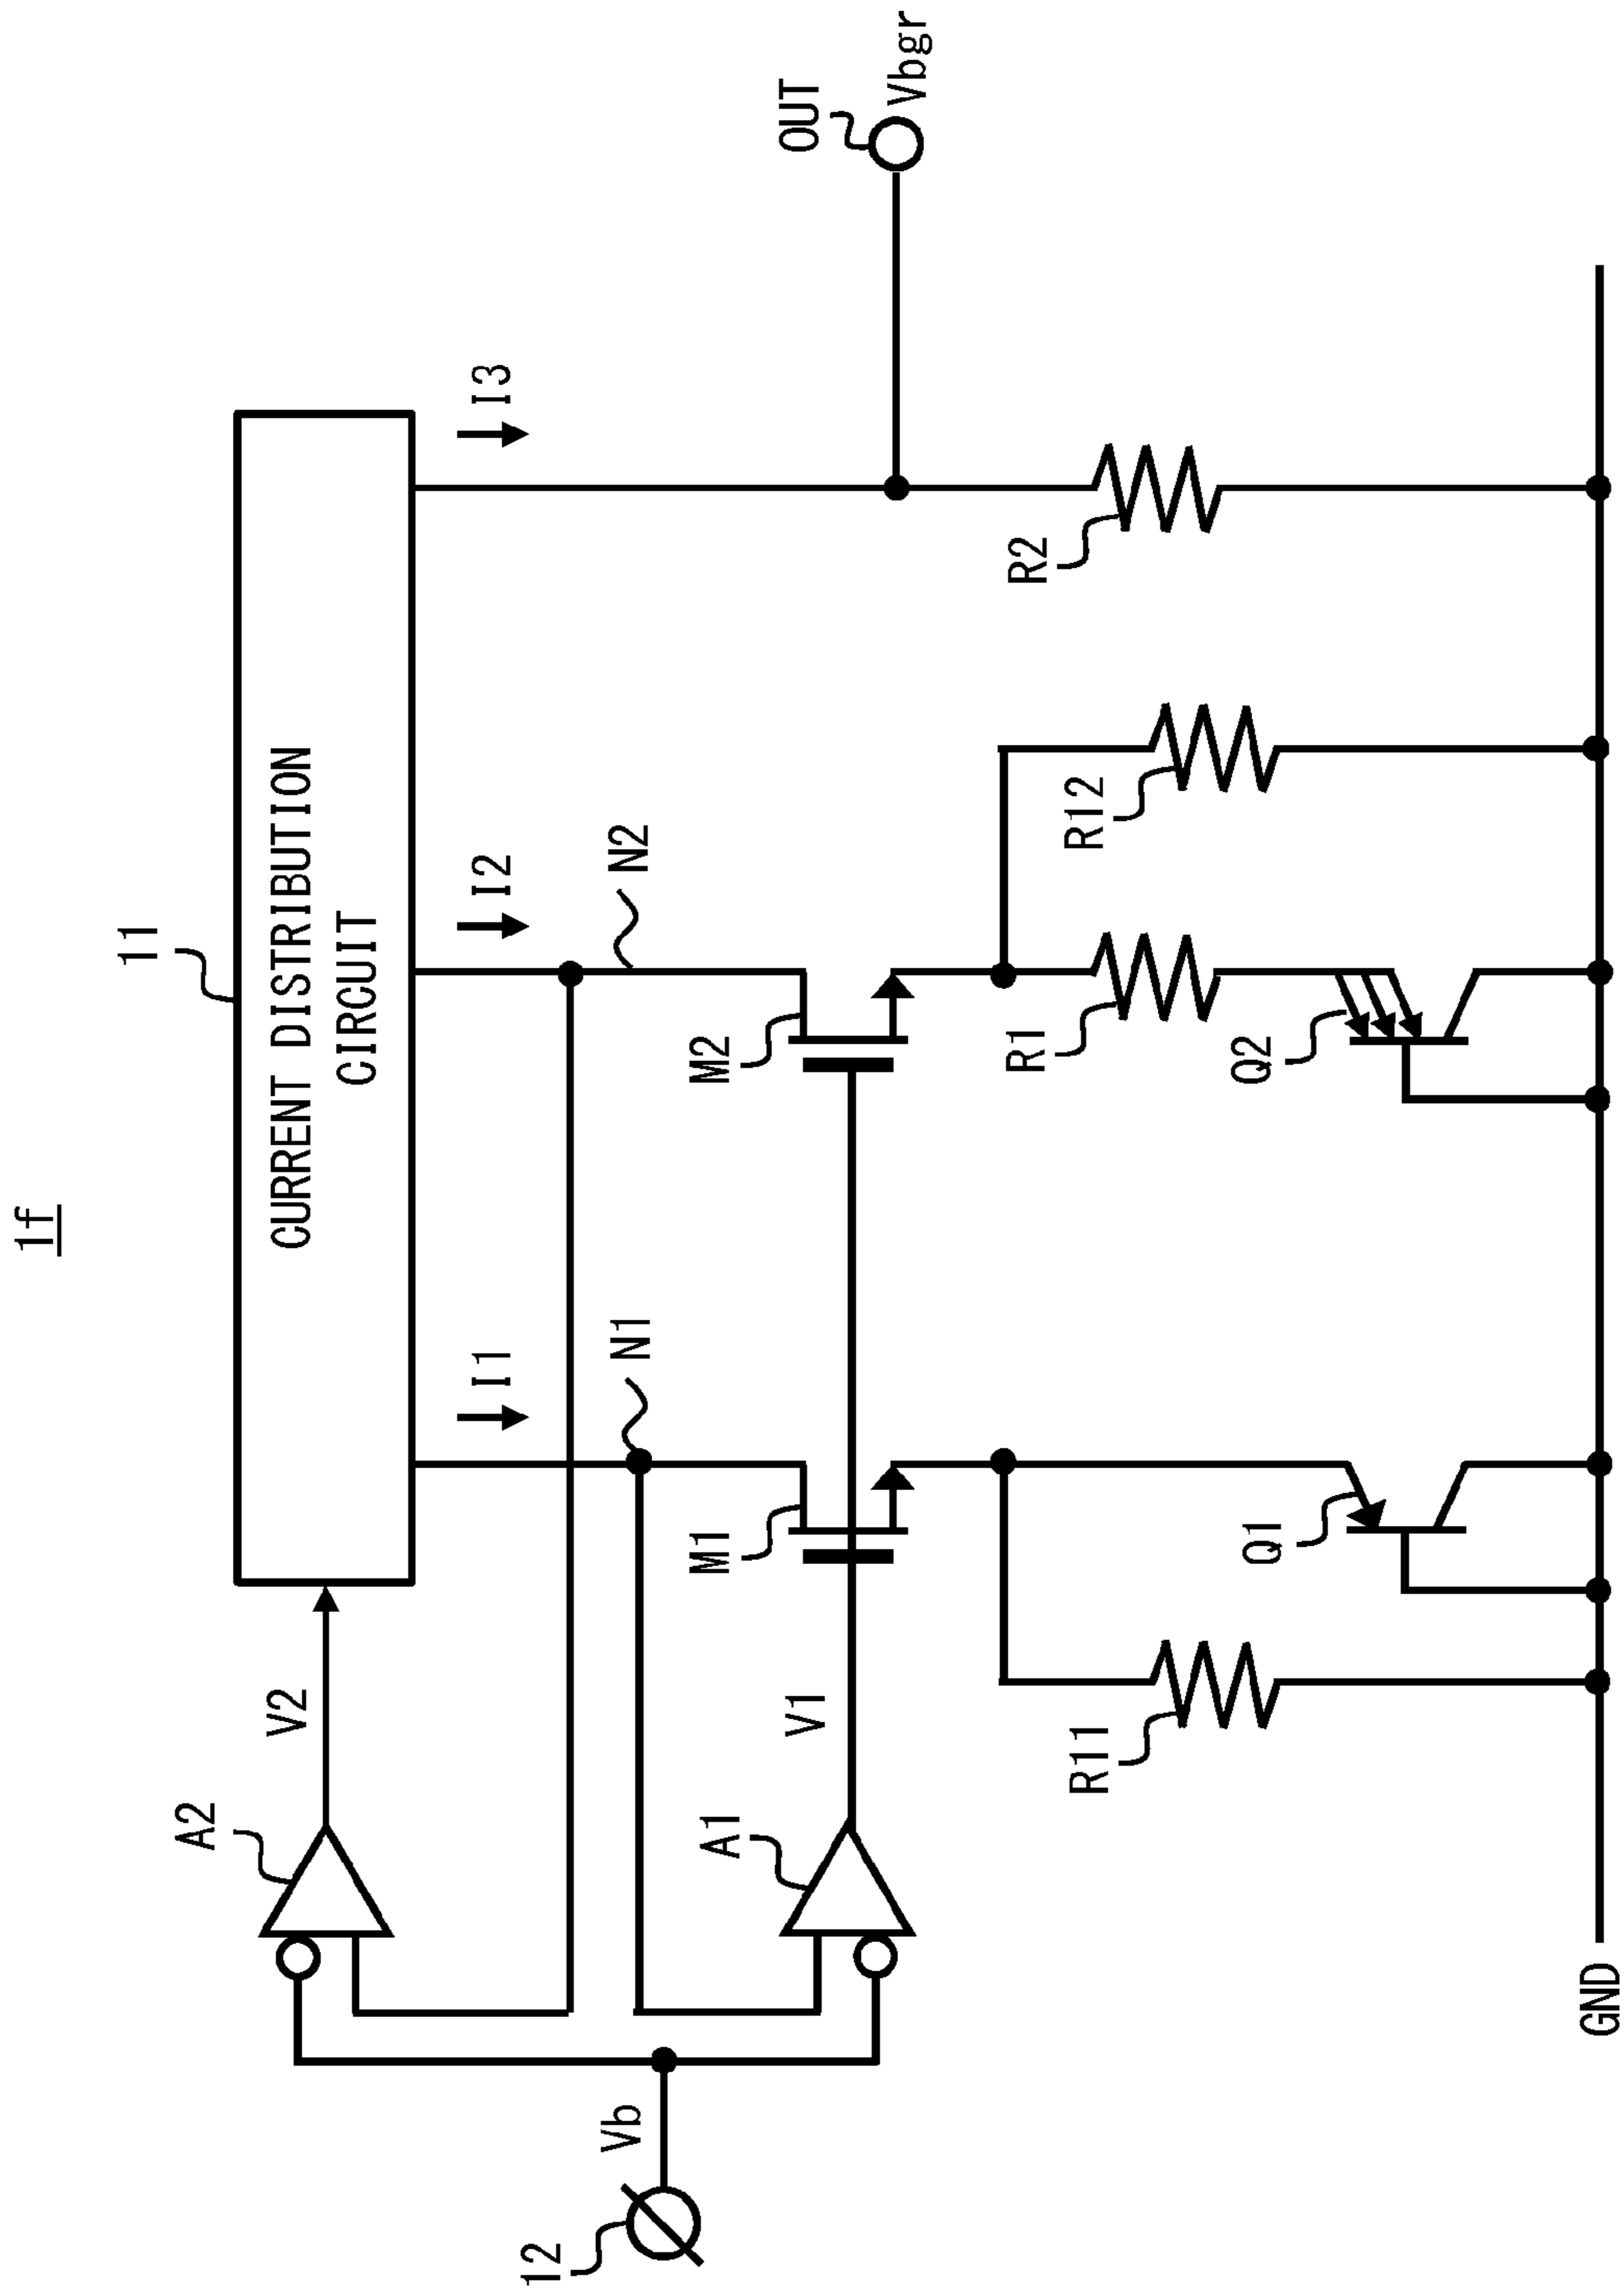 1f
11
CURRENT DISTRIBUTION
CIRCUIT
A2
V2
I1
I2
I3
N1
N2
12
Vb
A1
V1
M1
M2
OUT
Vbgr
R11
R1
R12
R2
Q1
Q2
GND